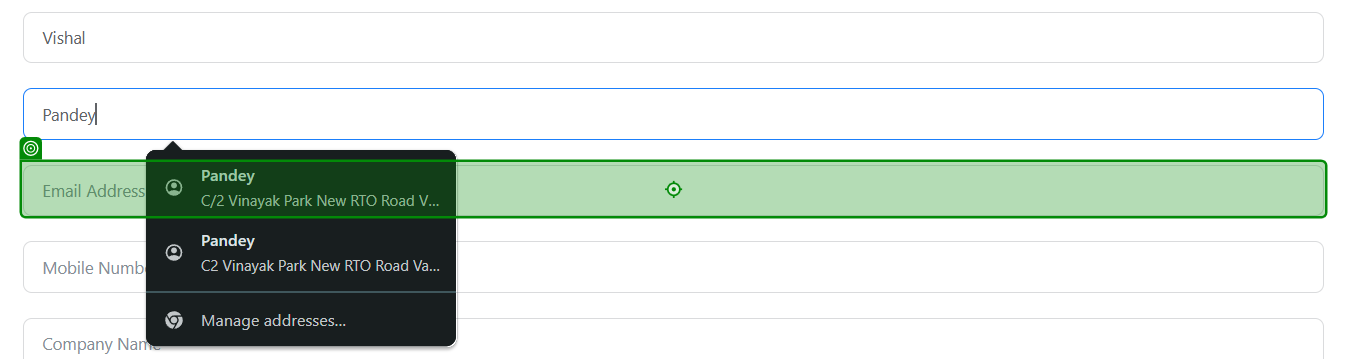 Vishal
Pandey
Email Address
Pandey
C/2 Vinayak Park New RTO Road V...
Pandey
C2 Vinayak Park New RTO Road Va...
Mobile Numb
Manage addresses...
Company Name